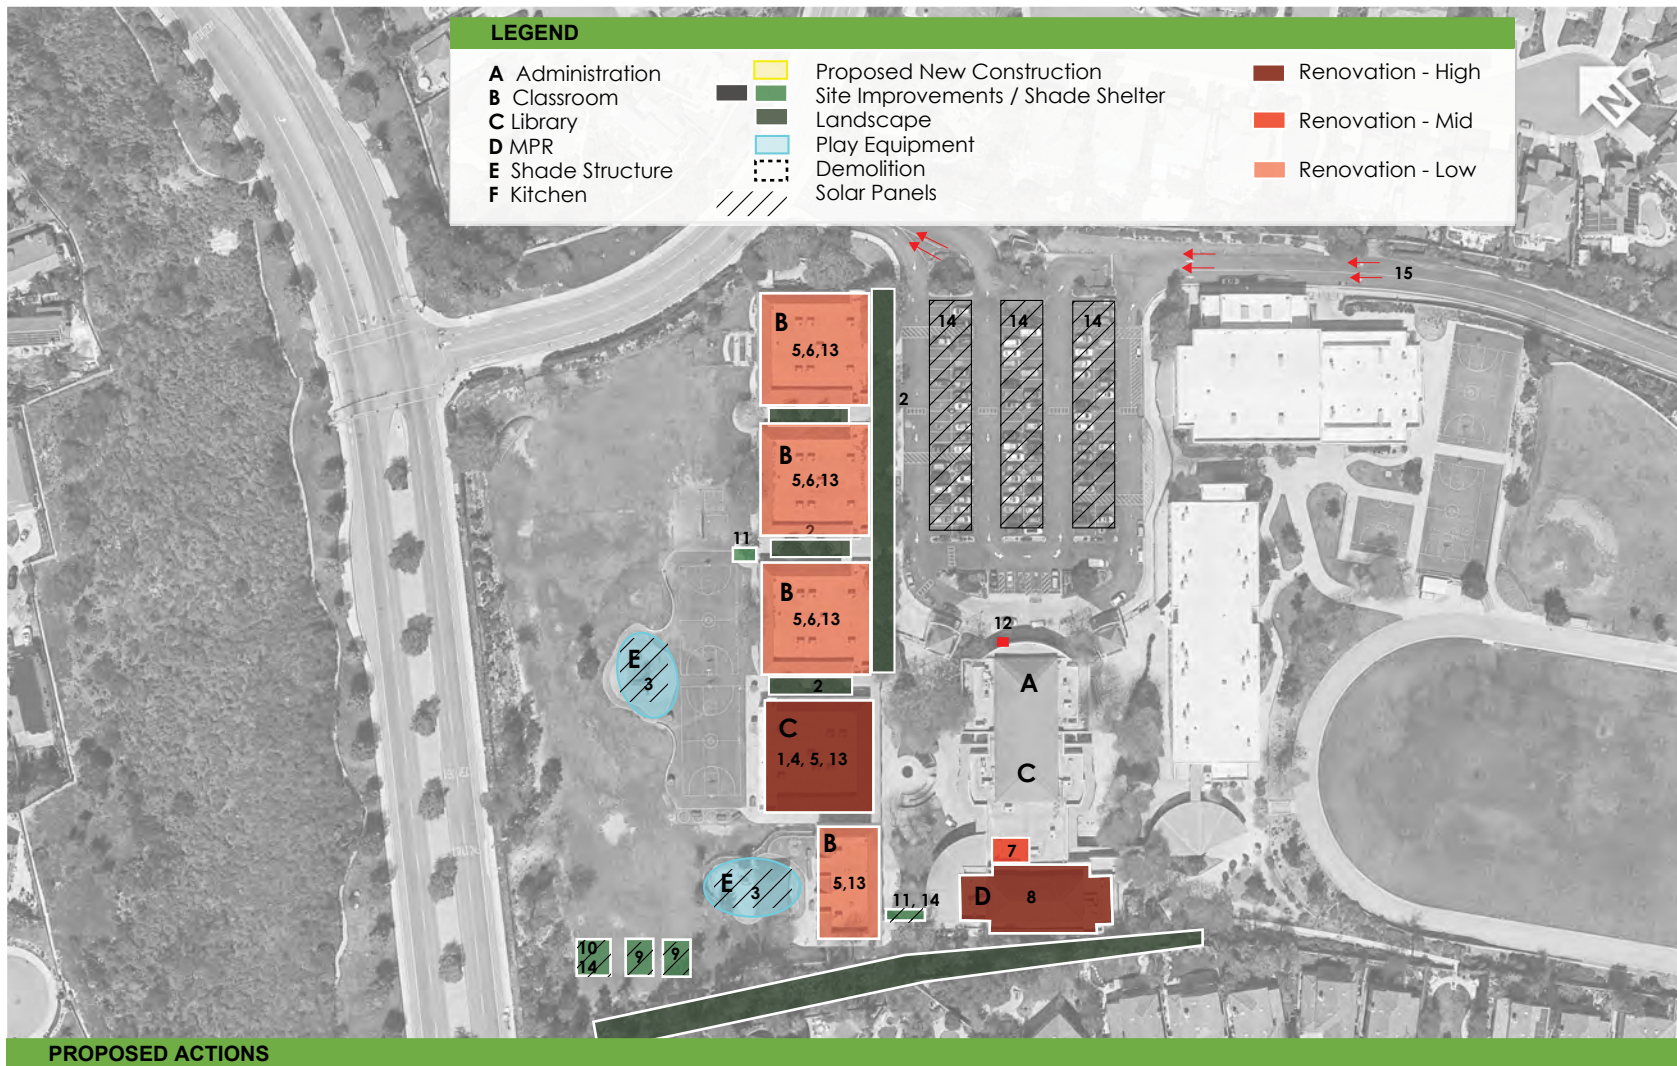 LEGEND
A Administration
B Classroom
C Library
D MPR
E Shade Structure
F Kitchen
Proposed New Construction
Site Improvements / Shade Shelter
Landscape
Play Equipment
Demolition
Solar Panels
Renovation - High
Renovation - Mid
Renovation - Low
N
15
B
5,6,13
14
14
14
2
B
5,6,13
2
11
B
5,6,13
12
E
3
2
A
C
1,4, 5, 13
C
B
7
E
3
5,13
11, 14
D
8
10
14
9
9
PROPOSED ACTIONS